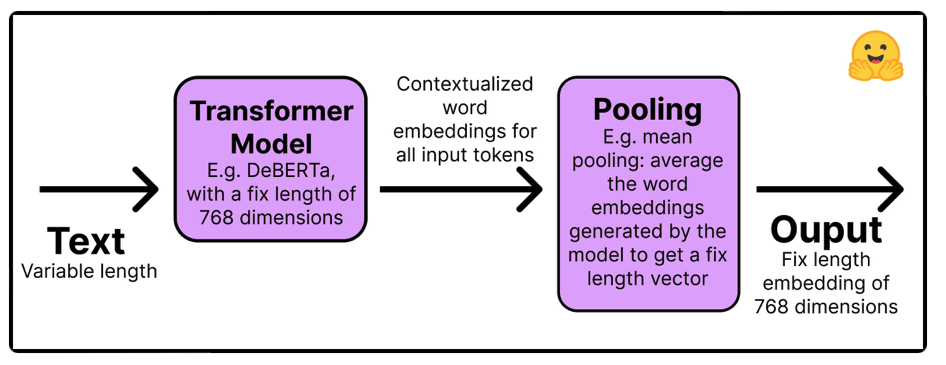 Text
Variable length
Transformer
Model
E.g. DeBERTa,
with a fix length of
768 dimensions
Contextualized
word
embeddings for
all input tokens
Pooling
E.g. mean
pooling: average
the word
embeddings
generated by the
model to get a fix
length vector
Ouput
Fix length
embedding of
768 dimensions